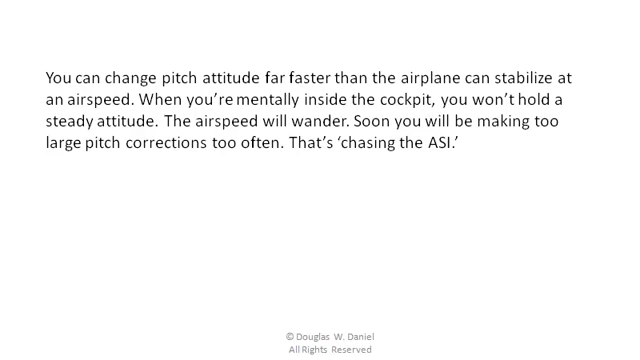 You can change pitch attitude far faster than the airplane can stabilize at
an airspeed. When you’re mentally inside the cockpit, you won’t hold a
steady attitude. The airspeed will wander. Soon you will be making too
large pitch corrections too often. That’s ‘chasing the ASI.’
© Douglas W. Daniel
All Rights Reserved